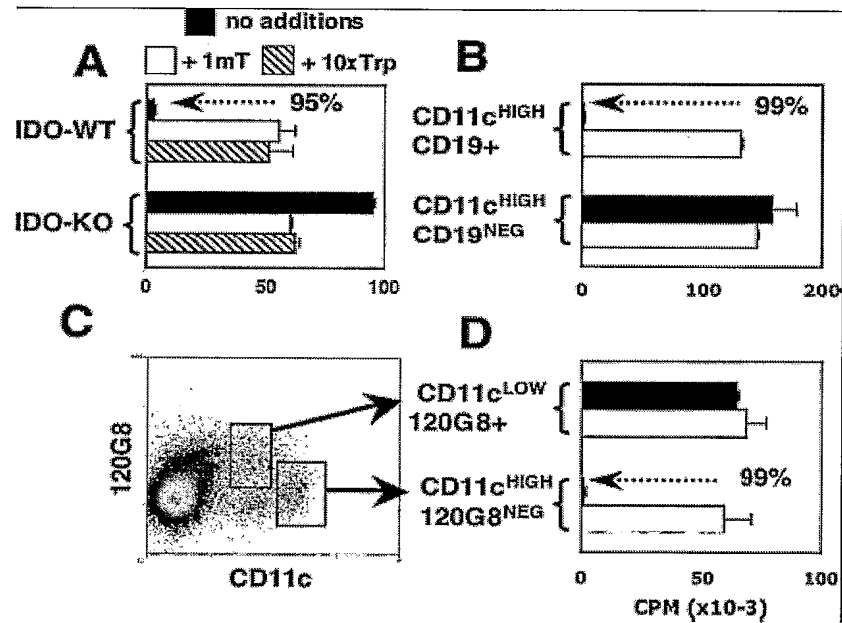 no additions
+ 1mT + 10xTrp
A
95%
IDO-WT
IDO-KO
0 50 100
B
CD11cHIGH
CD19+
99%
CD11cHIGH
CD19NEG
0 100 200
C
120G8
CD11c
D
CD11cLOW
120G8+
CD11cHIGH
120G8NEG
99%
0 50 100
CPM (x10-3)